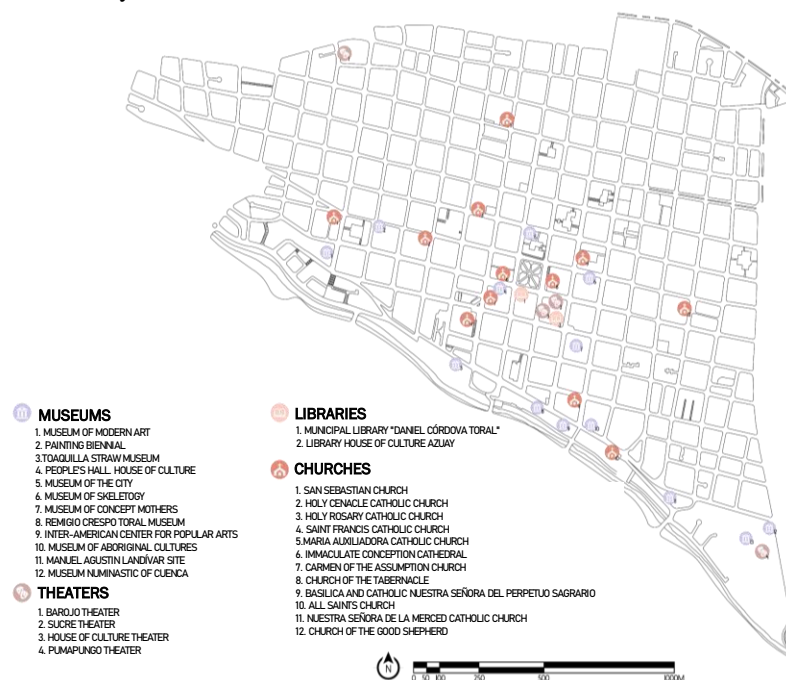 MUSEUMS
1. MUSEUM OF MODERN ART
2. PAINTING BIENNIAL
3.TOAQUILLA STRAW MUSEUM
4. PEOPLE'S HALL. HOUSE OF CULTURE
5. MUSEUM OF THE CITY
6. MUSEUM OF SKELETOGY
7. MUSEUM OF CONCEPT MOTHERS
8. REMIGIO CRESPO TORAL MUSEUM
9. INTER-AMERICAN CENTER FOR POPULAR ARTS
10. MUSEUM OF ABORIGINAL CULTURES
11. MANUEL AGUSTIN LANDÍVAR SITE
12. MUSEUM NUMINASTIC OF CUENCA
THEATERS
1. BAROJO THEATER
2. SUCRE THEATER
3. HOUSE OF CULTURE THEATER
4. PUMAPUNGO THEATER
LIBRARIES
1. MUNICIPAL LIBRARY "DANIEL CÓRDOVA TORAL"
2. LIBRARY HOUSE OF CULTURE AZUAY
CHURCHES
1. SAN SEBASTIAN CHURCH
2. HOLY CENACLE CATHOLIC CHURCH
3. HOLY ROSARY CATHOLIC CHURCH
4. SAINT FRANCIS CATHOLIC CHURCH
5.MARIA AUXILIADORA CATHOLIC CHURCH
6. IMMACULATE CONCEPTION CATHEDRAL
7. CARMEN OF THE ASSUMPTION CHURCH
8. CHURCH OF THE TABERNACLE
9. BASILICA AND CATHOLIC NUESTRA SEÑORA DEL PERPETUO SAGRARIO
10. ALL SAINTS CHURCH
11. NUESTRA SEÑORA DE LA MERCED CATHOLIC CHURCH
12. CHURCH OF THE GOOD SHEPHERD
N
0 50 100 250 500 1000M